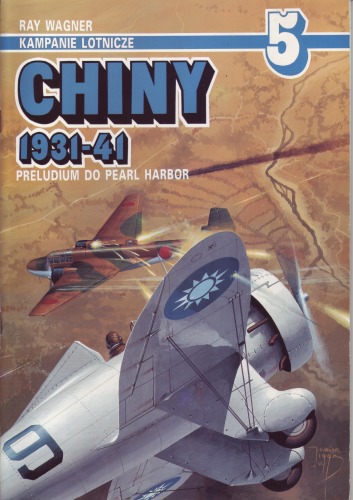 RAY WAGNER
KAMPANIE LOTNICZE
5
CHINY
1931-41
PRELUDIUM DO PEARL HARBOR
9